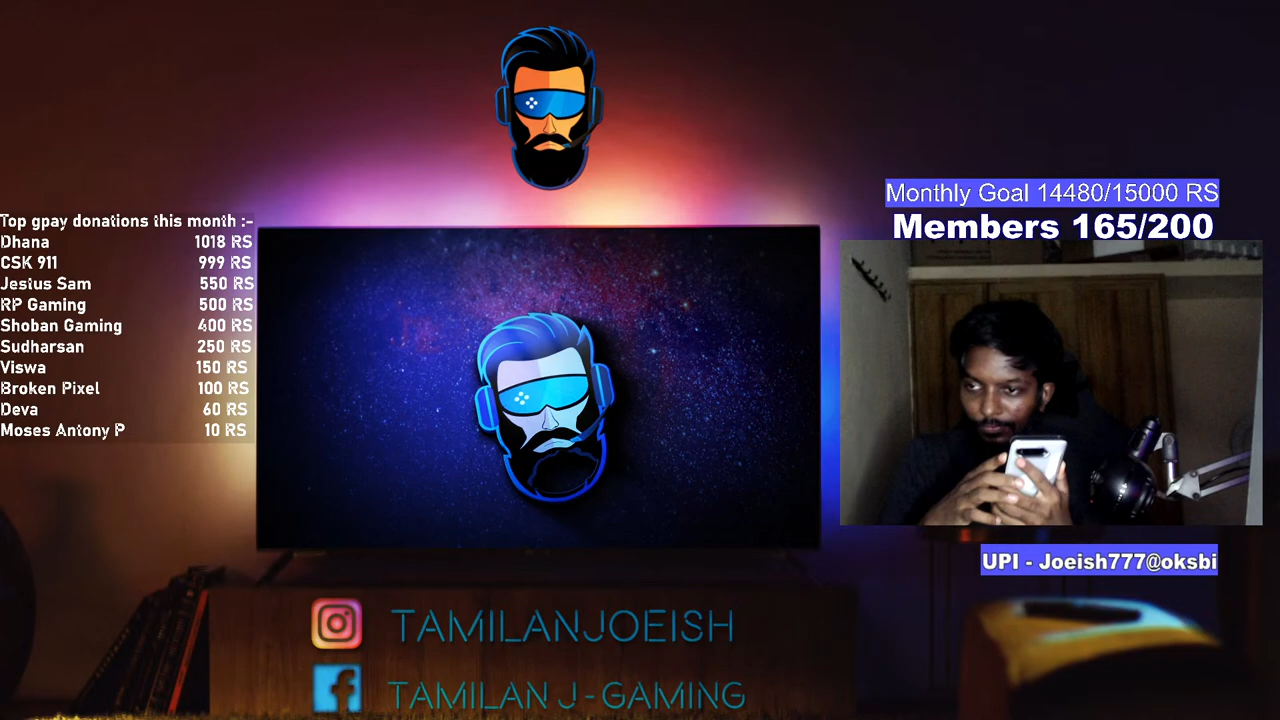 Top gpay donations this month :-
Dhana 1018 RS
CSK 911 999 RS
Jesius Sam 550 RS
RP Gaming 500 RS
Shoban Gaming 400 RS
Sudharsan 250 RS
Viswa 150 RS
Broken Pixel 100 RS
Deva 60 RS
Moses Antony P 10 RS
Monthly Goal 14480/15000 RS
Members 165/200
UPI - Joeish777@oksbi
TAMILANJOEISH
TAMILAN J-GAMING